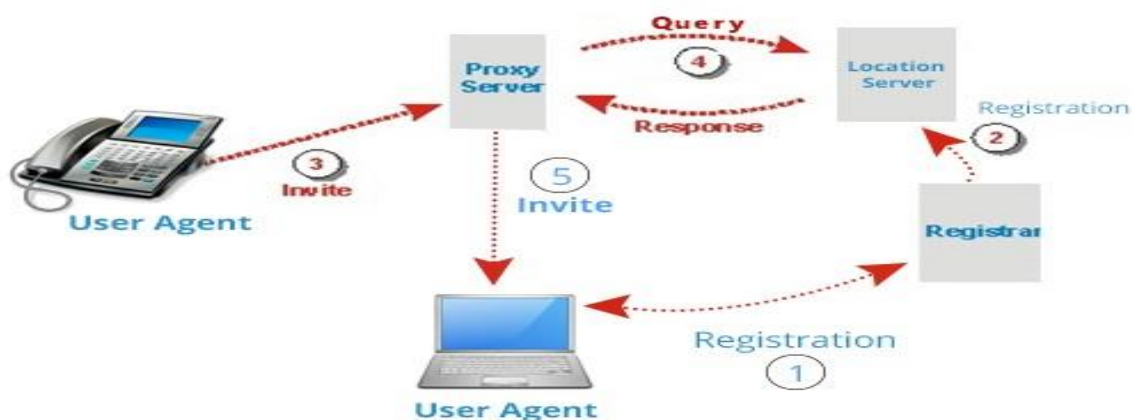 Query
4
Response
Proxy
Server
Location
Server
Registration
2
3
Invite
User Agent
5
Invite
Registrar
Registration
1
User Agent